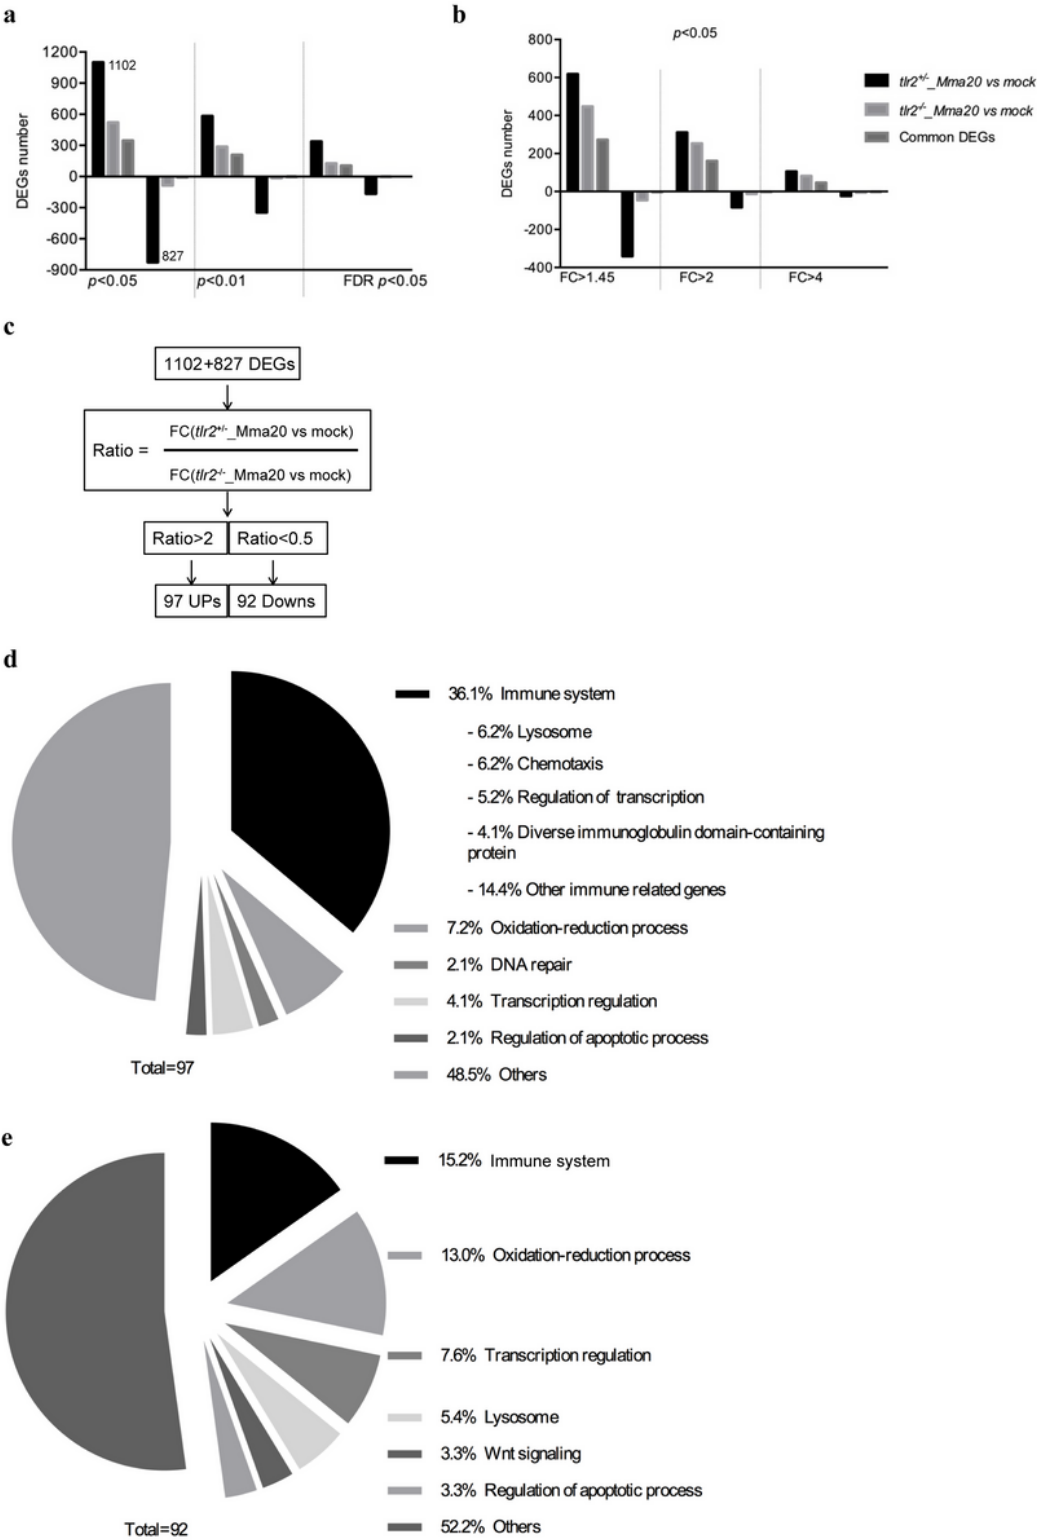 a
1200
900
600
300
0
-300
-600
-900
DEGs number
1102
827
p<0.05
p<0.01
FDR p<0.05
b
p<0.05
800
600
400
200
0
-200
-400
DEGs number
FC>1.45
FC>2
FC>4
tlr2+/-_Mma20 vs mock
tlr2-/-_Mma20 vs mock
Common DEGs
c
1102+827 DEGs
Ratio =
FC(tlr2+/-_Mma20 vs mock)
FC(tlr2-/-_Mma20 vs mock)
Ratio>2
Ratio<0.5
97 UPs
92 Downs
d
36.1% Immune system
- 6.2% Lysosome
- 6.2% Chemotaxis
- 5.2% Regulation of transcription
- 4.1% Diverse immunoglobulin domain-containing
protein
- 14.4% Other immune related genes
7.2% Oxidation-reduction process
2.1% DNA repair
4.1% Transcription regulation
2.1% Regulation of apoptotic process
48.5% Others
Total=97
e
15.2% Immune system
13.0% Oxidation-reduction process
7.6% Transcription regulation
5.4% Lysosome
3.3% Wnt signaling
3.3% Regulation of apoptotic process
52.2% Others
Total=92